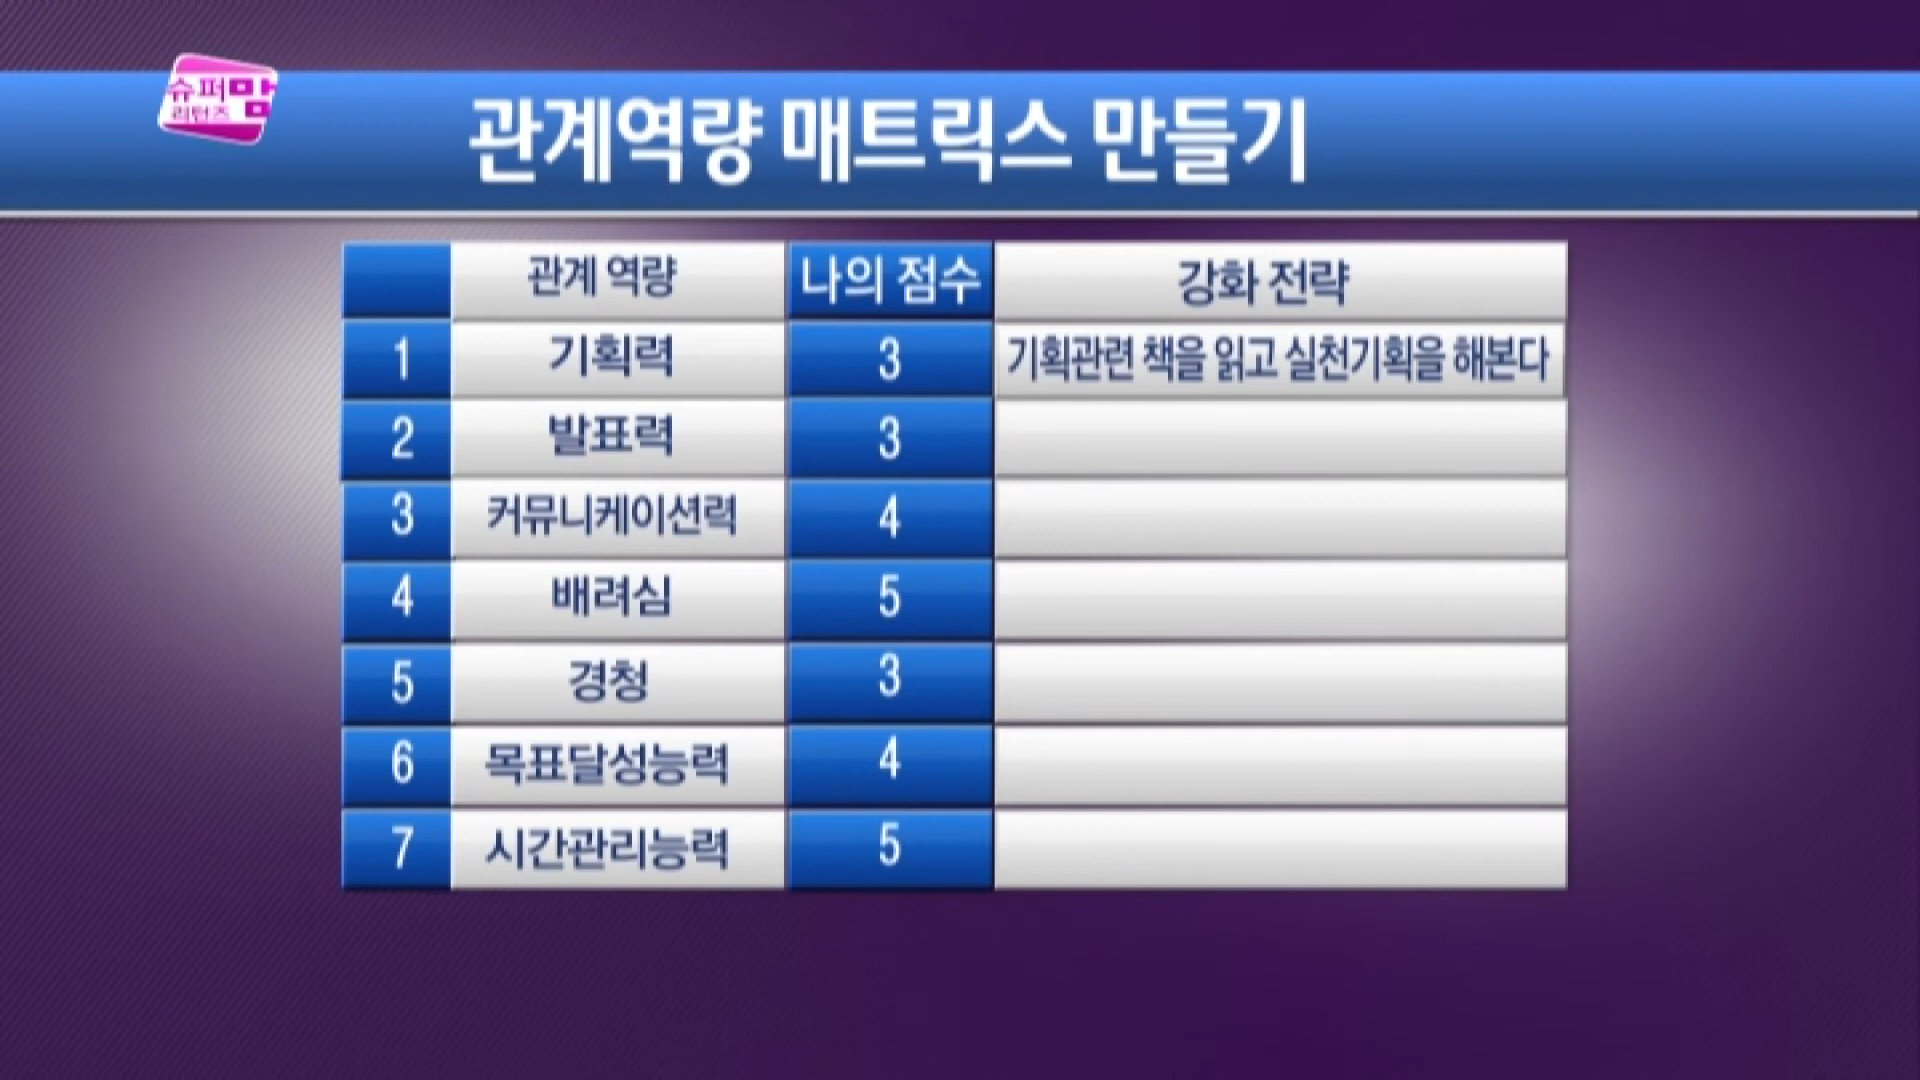 슈퍼맘
리턴즈
관계역량 매트릭스 만들기
관계 역량 나의 점수 강화 전략
1 기획력 3 기획관련 책을 읽고 실천기획을 해본다
2 발표력 3
3 커뮤니케이션력 4
4 배려심 5
5 경청 3
6 목표달성능력 4
7 시간관리능력 5